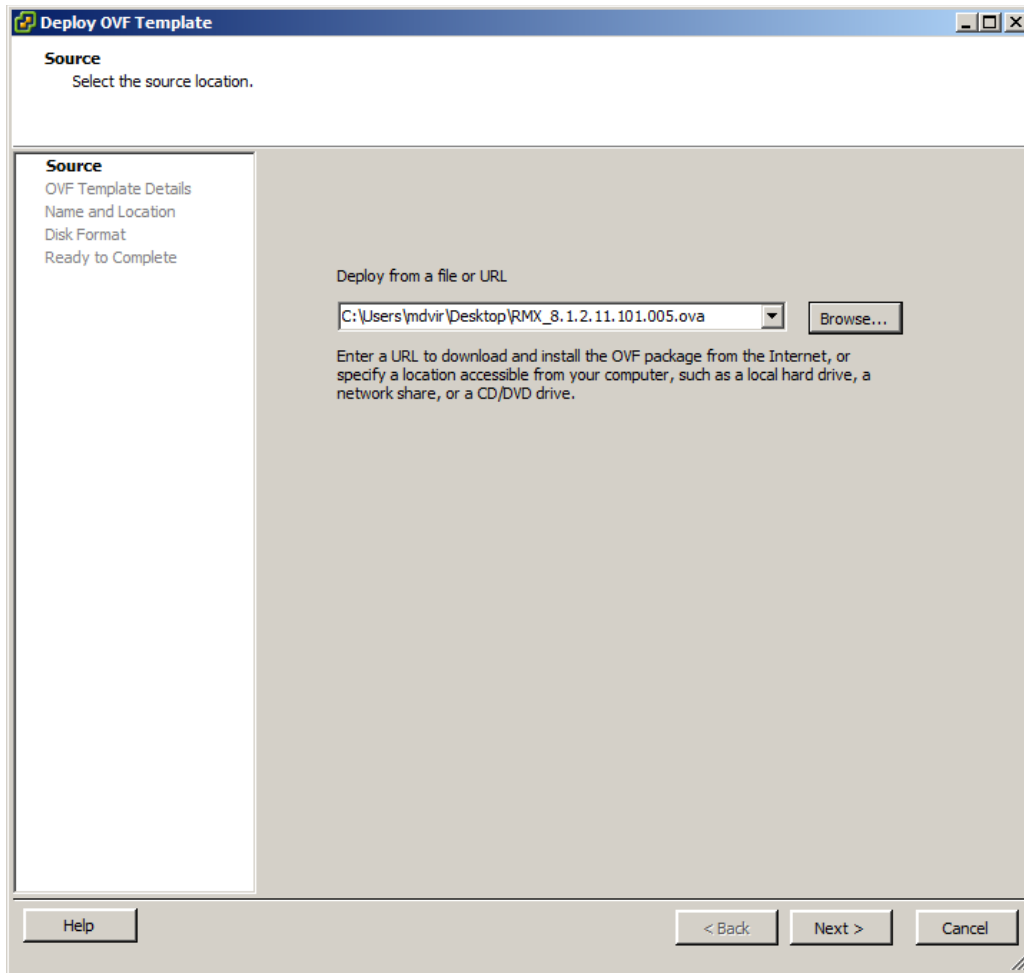 Deploy OVF Template
Source
Select the source location.
Source
OVF Template Details
Name and Location
Disk Format
Ready to Complete
Deploy from a file or URL
C:\Users\mdvir\Desktop\RMX_8.1.2.11.101.005.ova
Browse...
Enter a URL to download and install the OVF package from the Internet, or
specify a location accessible from your computer, such as a local hard drive, a
network share, or a CD/DVD drive.
Help
< Back
Next >
Cancel